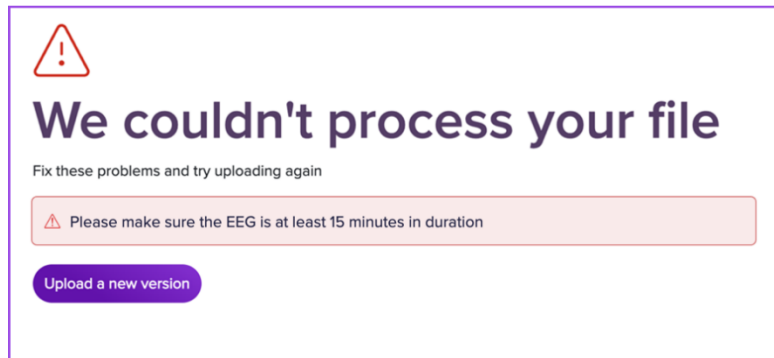 We couldn't process your file
Fix these problems and try uploading again
Please make sure the EEG is at least 15 minutes in duration
Upload a new version